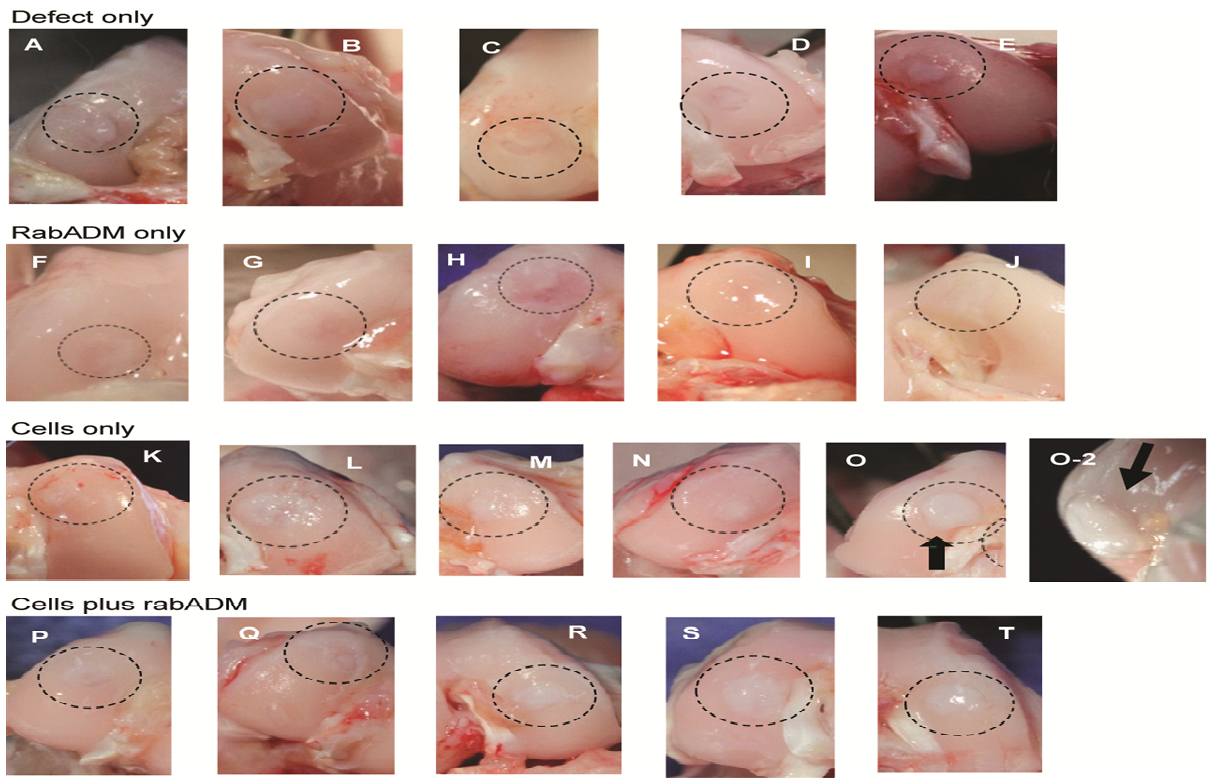 Defect only
A B C D E
RabADM only
F G H I J
Cells only
K L M N O O-2
Cells plus rabADM
P Q R S T